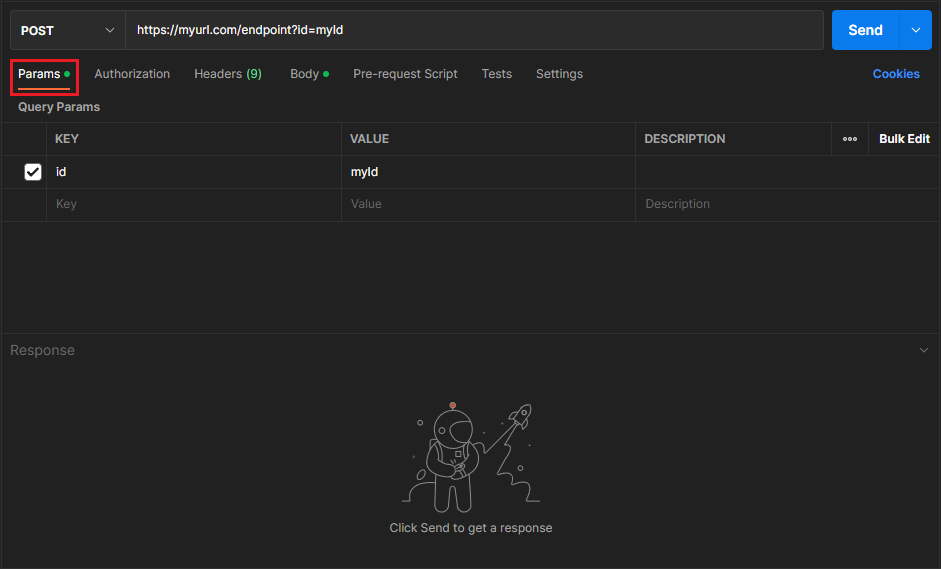 POST https://myurl.com/endpoint?id=myId Send
Params Authorization Headers (9) Body Pre-request Script Tests Settings Cookies
Query Params
KEY VALUE DESCRIPTION Bulk Edit
id myId
Key Value Description
Response
Click Send to get a response